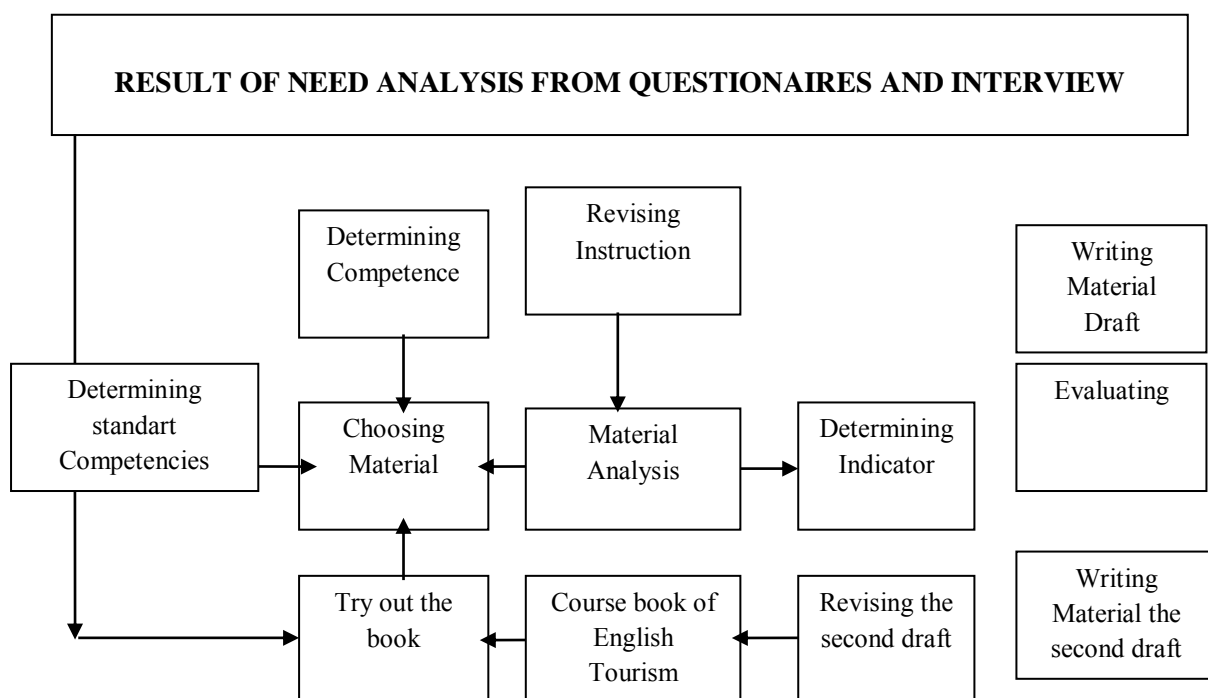 RESULT OF NEED ANALYSIS FROM QUESTIONAIRES AND INTERVIEW
Determining
Competence
Revising
Instruction
Writing
Material
Draft
Determining
standart
Competencies
Choosing
Material
Material
Analysis
Determining
Indicator
Evaluating
Try out the
book
Course book of
English
Tourism
Revising the
second draft
Writing
Material the
second draft